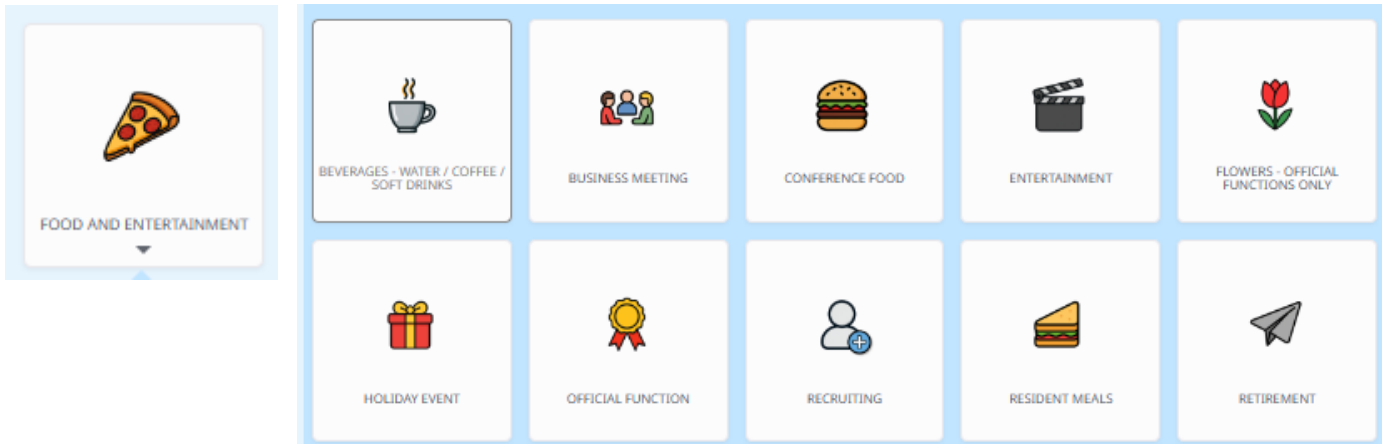 FOOD AND ENTERTAINMENT
BEVERAGES - WATER / COFFEE /
SOFT DRINKS
BUSINESS MEETING
CONFERENCE FOOD
ENTERTAINMENT
FLOWERS - OFFICIAL
FUNCTIONS ONLY
HOLIDAY EVENT
OFFICIAL FUNCTION
RECRUITING
RESIDENT MEALS
RETIREMENT